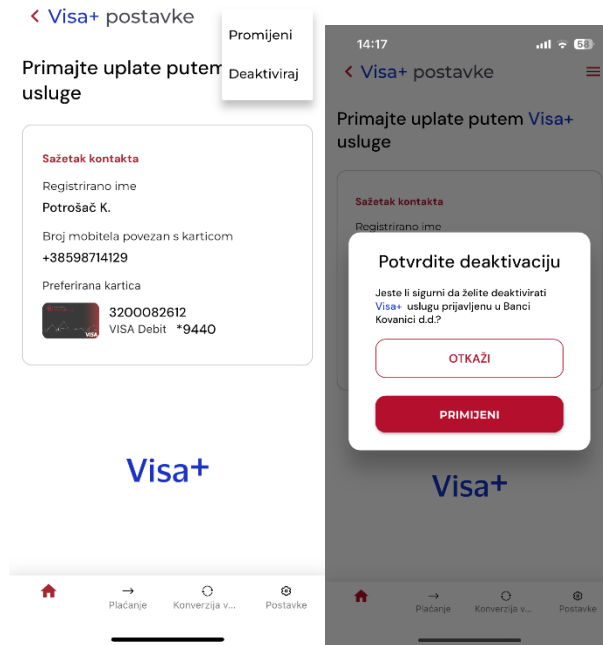 Visa+ postavke
Promijeni
Deaktiviraj
Primajte uplate putem
usluge
Sažetak kontakta
Registrirano ime
Potrošač K.
Broj mobitela povezan s karticom
+38598714129
Preferirana kartica
3200082612
VISA Debit *9440
VISA
Visa+
Plaćanje
Konverzija v...
Postavke
14:17
58
Visa+ postavke
Primajte uplate putem Visa+
usluge
Sažetak kontakta
Registrirano ime
Potvrdite deaktivaciju
Jeste li sigurni da želite deaktivirati
Visa+ uslugu prijavljenu u Banci
Kovanici d.d.?
OTKAŽI
PRIMIJENI
Visa+
Plaćanje
Konverzija v...
Postavke